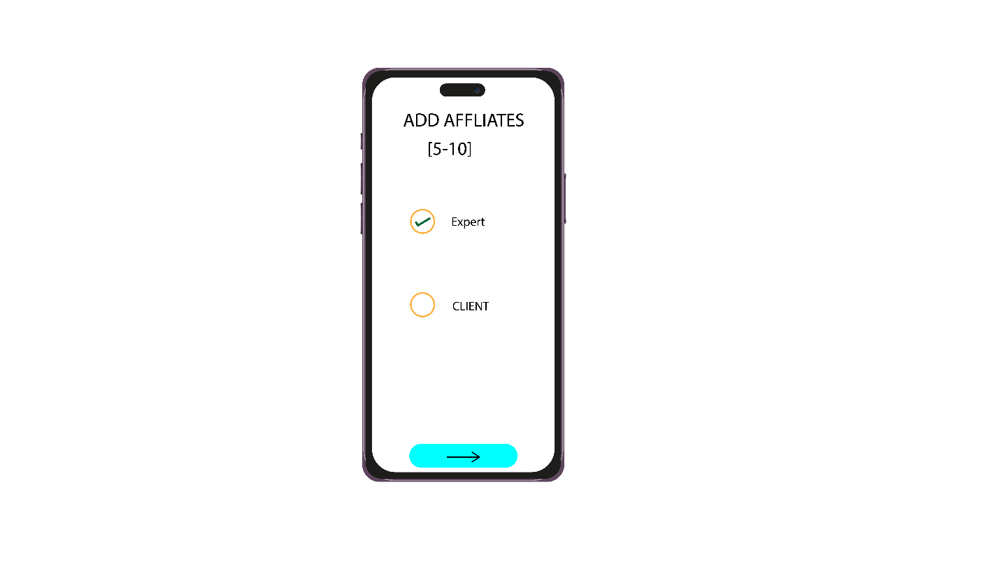 ADD AFFLIATES
[5-10]
Expert
CLIENT